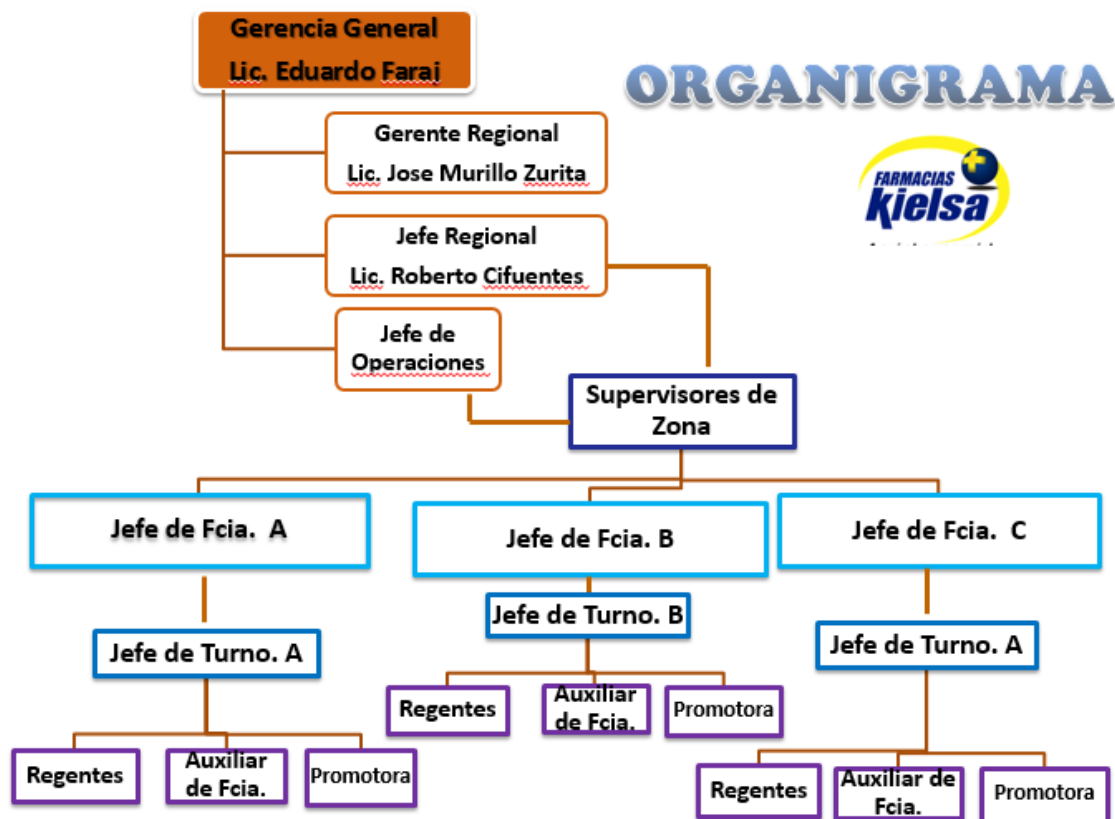 Gerencia General
Lic. Eduardo Faraj
ORGANIGRAMA
Gerente Regional
Lic. Jose Murillo Zurita
FARMACIAS
Kielsa
Jefe Regional
Lic. Roberto Cifuentes
Jefe de
Operaciones
Supervisores de
Zona
Jefe de Fcia. A
Jefe de Fcia. B
Jefe de Fcia. C
Jefe de Turno. A
Jefe de Turno. B
Jefe de Turno. A
Regentes
Auxiliar
de Fcia.
Promotora
Regentes
Auxiliar
de Fcia.
Promotora
Regentes
Auxiliar de
Fcia.
Promotora